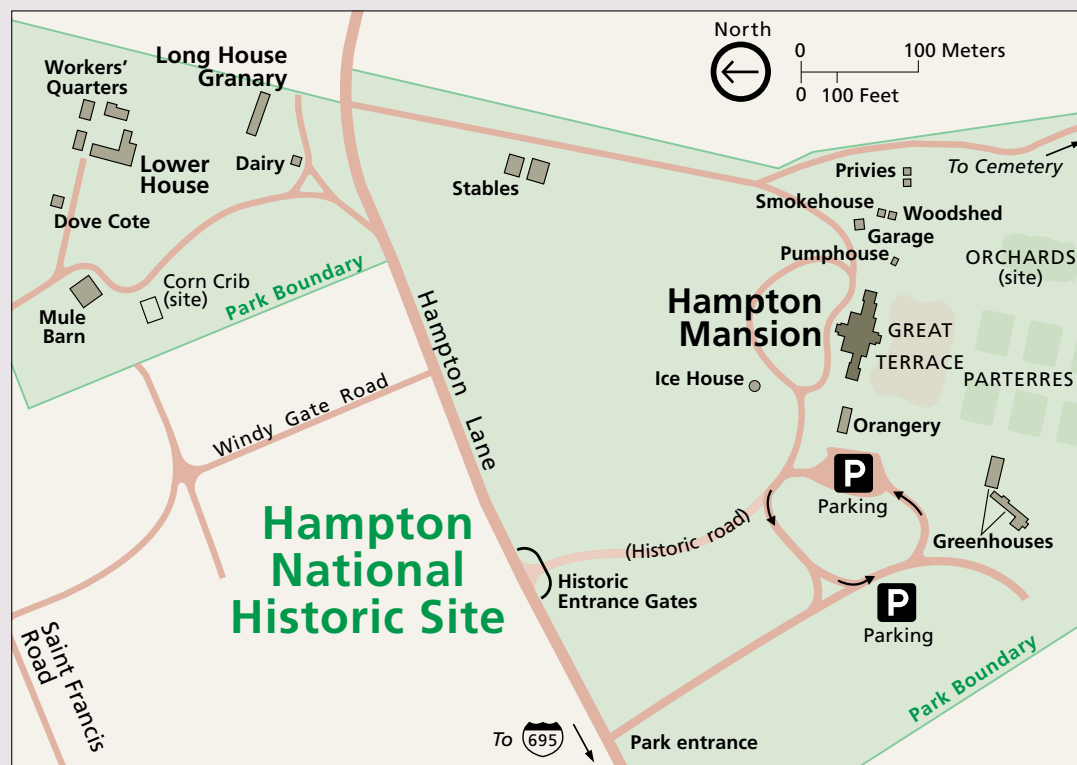 North
0 100 Meters
0 100 Feet
Long House
Granary
Workers’
Quarters
Lower
House
Dairy
Dove Cote
Stables
Privies
To Cemetery
Smokehouse
Woodshed
Garage
Pumphouse
ORCHARDS
(site)
Corn Crib
(site)
Park Boundary
Mule
Barn
Hampton Lane
Hampton
Mansion
GREAT
TERRACE
PARTERRES
Ice House
Orangery
Windy Gate Road
P
Parking
Greenhouses
(Historic road)
Hampton
National
Historic Site
Historic
Entrance Gates
P
Parking
Saint Francis
Road
Park Boundary
To 695
Park entrance